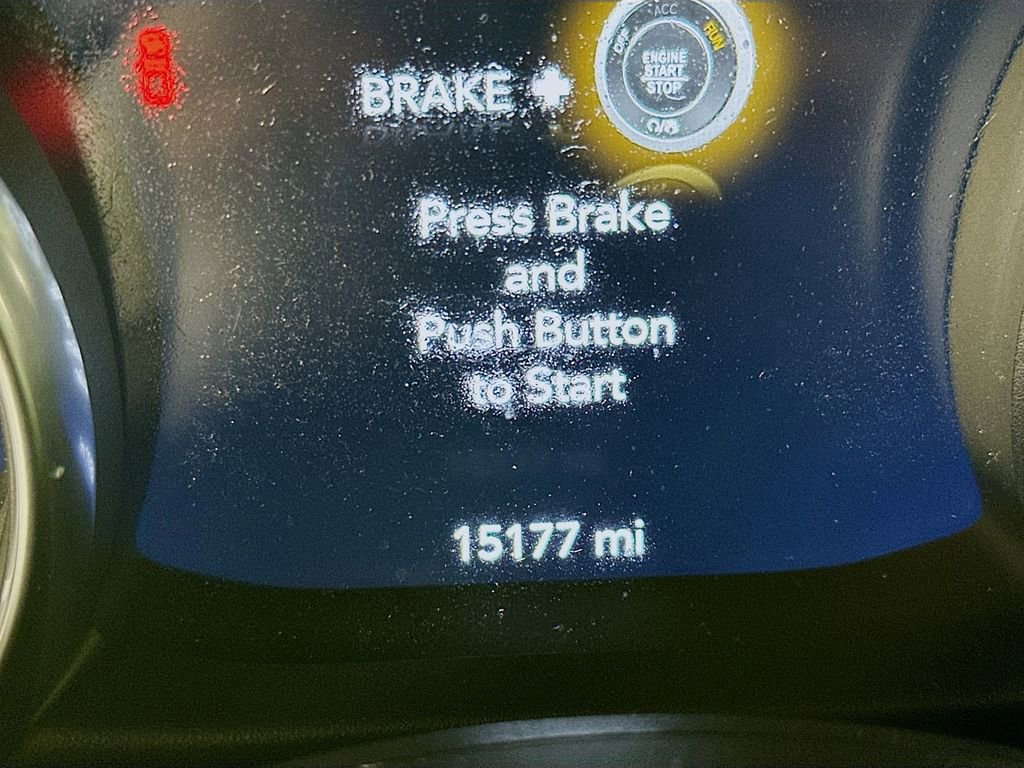 ACC
OFF
RUN
ENGINE
START
STOP
BRAKE +
Press Brake
and
Push Button
to Start
15177 mi